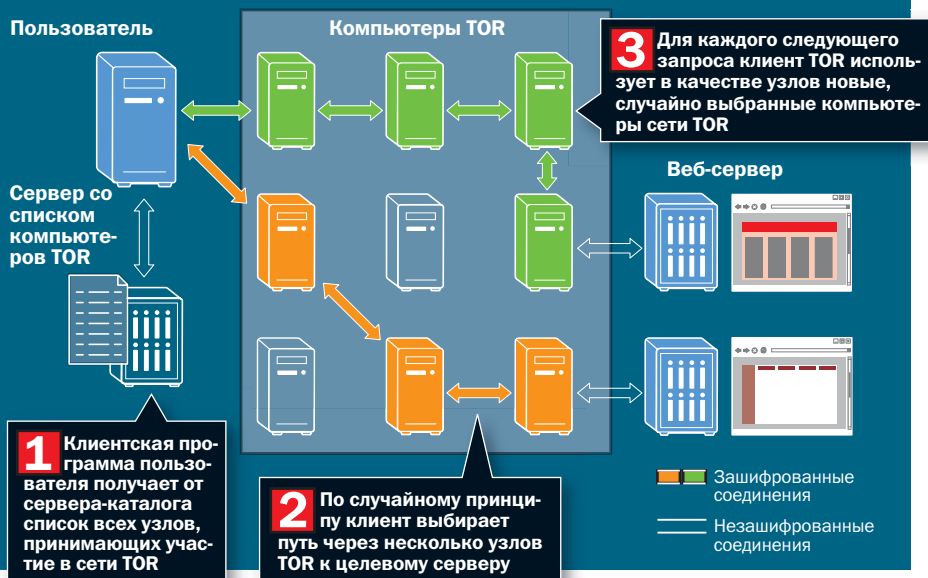 Пользователь
Компьютеры TOR
3 Для каждого следующего
запроса клиент TOR исполь-
зует в качестве узлов новые,
случайно выбранные компьюте-
ры сети TOR
Веб-сервер
Сервер со
списком
компьюте-
ров TOR
1 Клиентская про-
грамма пользо-
вателя получает от
сервера-каталога
список всех узлов,
принимающих учас-
тие в сети TOR
2 По случайному принци-
пу клиент выбирает
путь через несколько узлов
TOR к целевому серверу
Зашифрованные
соединения
Незашифрованные
соединения